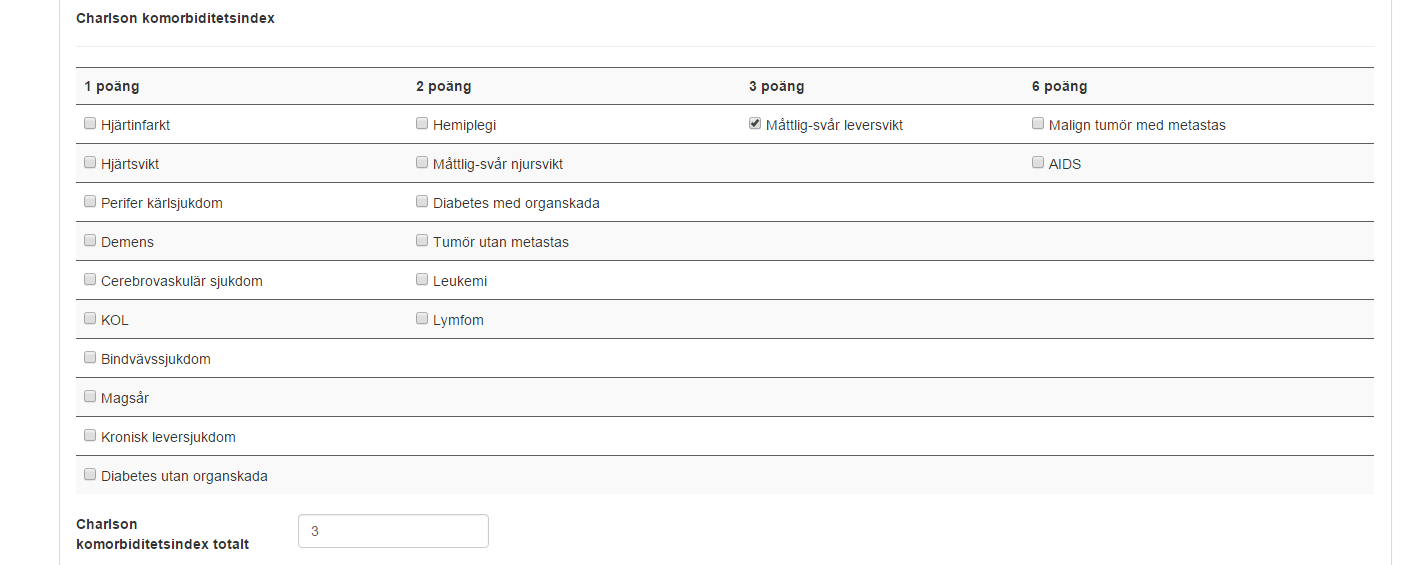 Charlson komorbiditetsindex
1 poäng 2 poäng 3 poäng 6 poäng
Hjärtinfarkt Hemiplegi Måttlig-svår leversvikt Malign tumör med metastas
Hjärtsvikt Måttlig-svår njursvikt AIDS
Perifer kärlsjukdom Diabetes med organskada
Demens Tumör utan metastas
Cerebrovaskulär sjukdom Leukemi
KOL Lymfom
Bindvävssjukdom
Magsår
Kronisk leversjukdom
Diabetes utan organskada
Charlson
komorbiditetsindex totalt 3